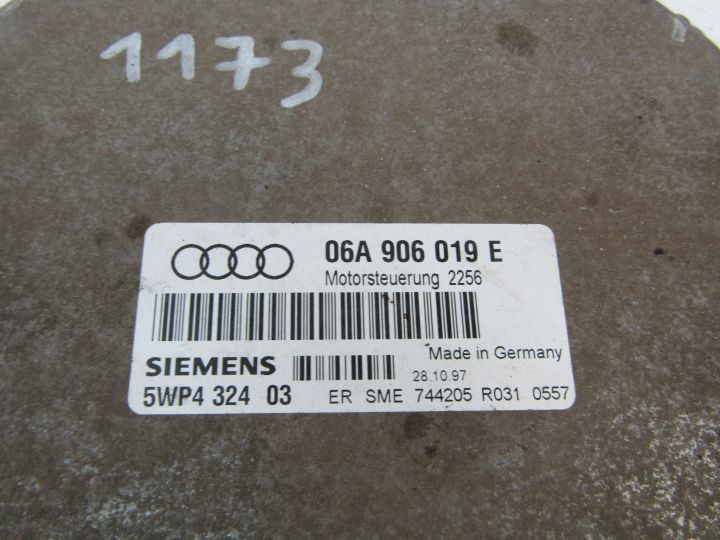 1173
06A 906 019 E
Motorsteuerung 2256
Made in Germany
SIEMENS
28.10.97
5WP4 324 03 ER SME 744205 R031 0557